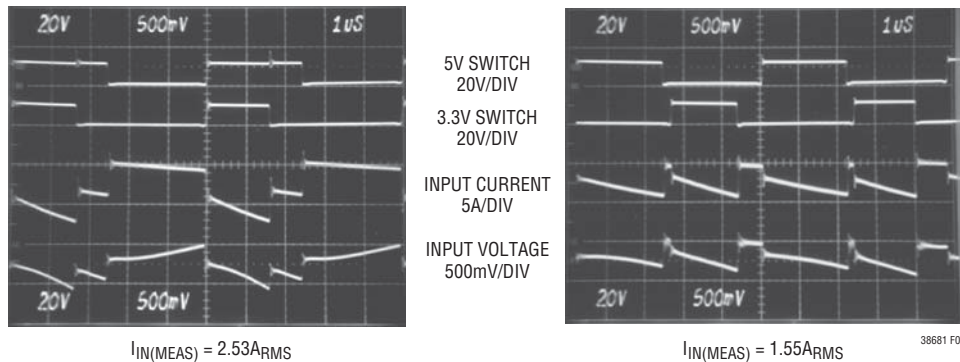 20V 500mV 1uS
5V SWITCH
20V/DIV
3.3V SWITCH
20V/DIV
INPUT CURRENT
5A/DIV
INPUT VOLTAGE
500mV/DIV
20V 500mV
IIN(MEAS) = 2.53ARMS
20V 500mV 1uS
20V 500mV
IIN(MEAS) = 1.55ARMS
38681 F0